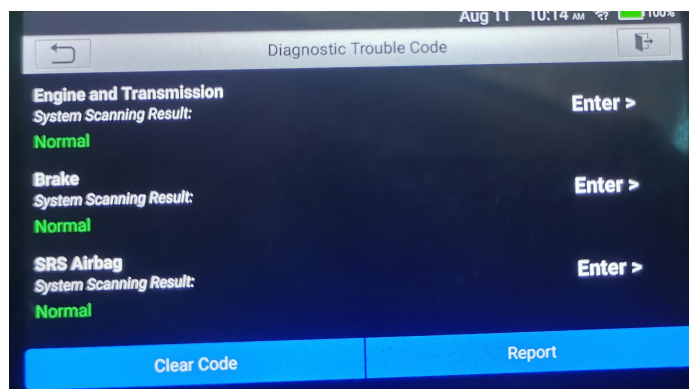 Aug 11 10:14 AM 100%
Diagnostic Trouble Code
Engine and Transmission
System Scanning Result:
Enter >
Normal
Brake
System Scanning Result:
Enter >
Normal
SRS Airbag
System Scanning Result:
Enter >
Normal
Clear Code
Report